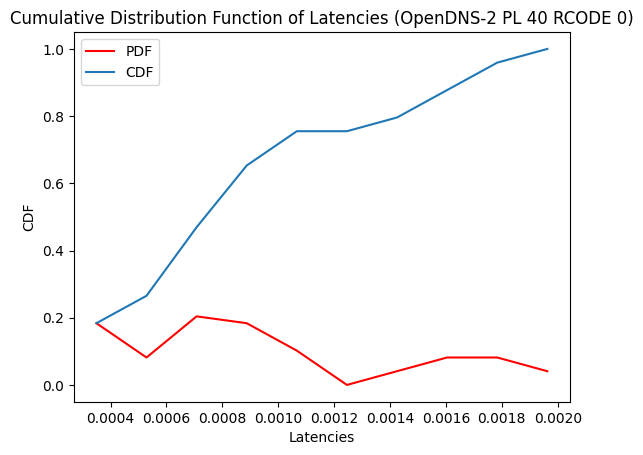 Cumulative Distribution Function of Latencies (OpenDNS-2 PL 40 RCODE 0)
PDF
CDF
1.0
0.8
0.6
0.4
0.2
0.0
CDF
0.0004 0.0006 0.0008 0.0010 0.0012 0.0014 0.0016 0.0018 0.0020
Latencies